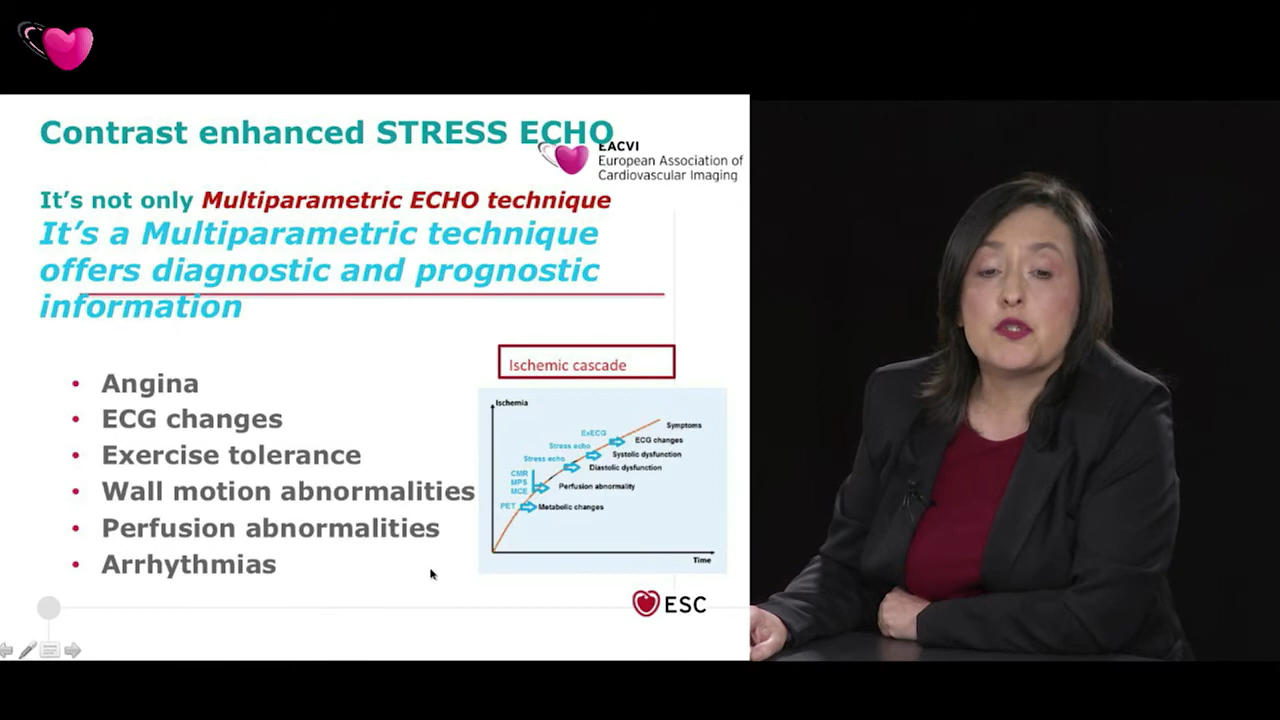 Contrast enhanced STRESS ECHO
EACVI
European Association of
Cardiovascular Imaging
It's not only Multiparametric ECHO technique
It's a Multiparametric technique
offers diagnostic and prognostic
information
Ischemic cascade
• Angina
• ECG changes
• Exercise tolerance
• Wall motion abnormalities
• Perfusion abnormalities
• Arrhythmias
Ischemia
Symptoms
ExECG
ECG changes
Stress echo
Systolic dysfunction
Stress echo
Diastolic dysfunction
CMR
MPS
MCE
Perfusion abnormality
PET
Metabolic changes
Time
ESC